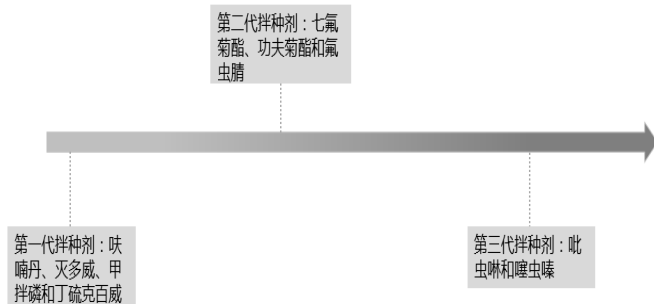 第二代拌种剂：七氟
菊酯、功夫菊酯和氟
虫腈
第一代拌种剂：呋
喃丹、灭多威、甲
拌磷和丁硫克百威
第三代拌种剂：吡
虫啉和噻虫嗪